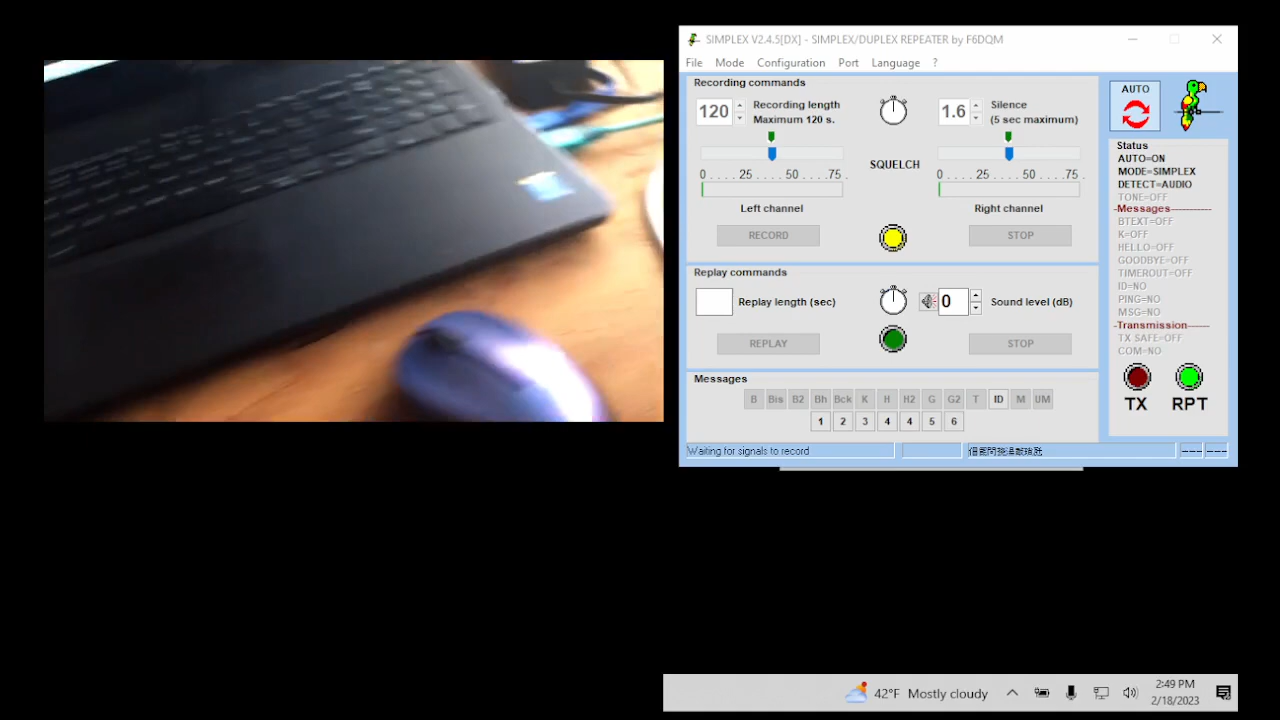 SIMPLEX V2.4.5[DX] - SIMPLEX/DUPLEX REPEATER by F6DQM
File Mode Configuration Port Language ?
Recording commands
120
Recording length
Maximum 120 s.
1.6
Silence
(5 sec maximum)
SQUELCH
0 . . . . 25 . . . . 50 . . . . 75 .
0 . . . . 25 . . . . 50 . . . . 75 .
Left channel
Right channel
RECORD
STOP
Replay commands
Replay length (sec)
0
Sound level (dB)
REPLAY
STOP
Messages
B Bis B2 Bh Bck K H H2 G G2 T ID M UM
1 2 3 4 4 5 6
Waiting for signals to record
--- ---
AUTO
Status
AUTO=ON
MODE=SIMPLEX
DETECT=AUDIO
TONE=OFF
-Messages------------
BTEXT=OFF
K=OFF
HELLO=OFF
GOODBYE=OFF
TIMEROUT=OFF
ID=NO
PING=NO
MSG=NO
-Transmission------
TX SAFE=OFF
COM=NO
TX RPT
42°F Mostly cloudy
2:49 PM
2/18/2023